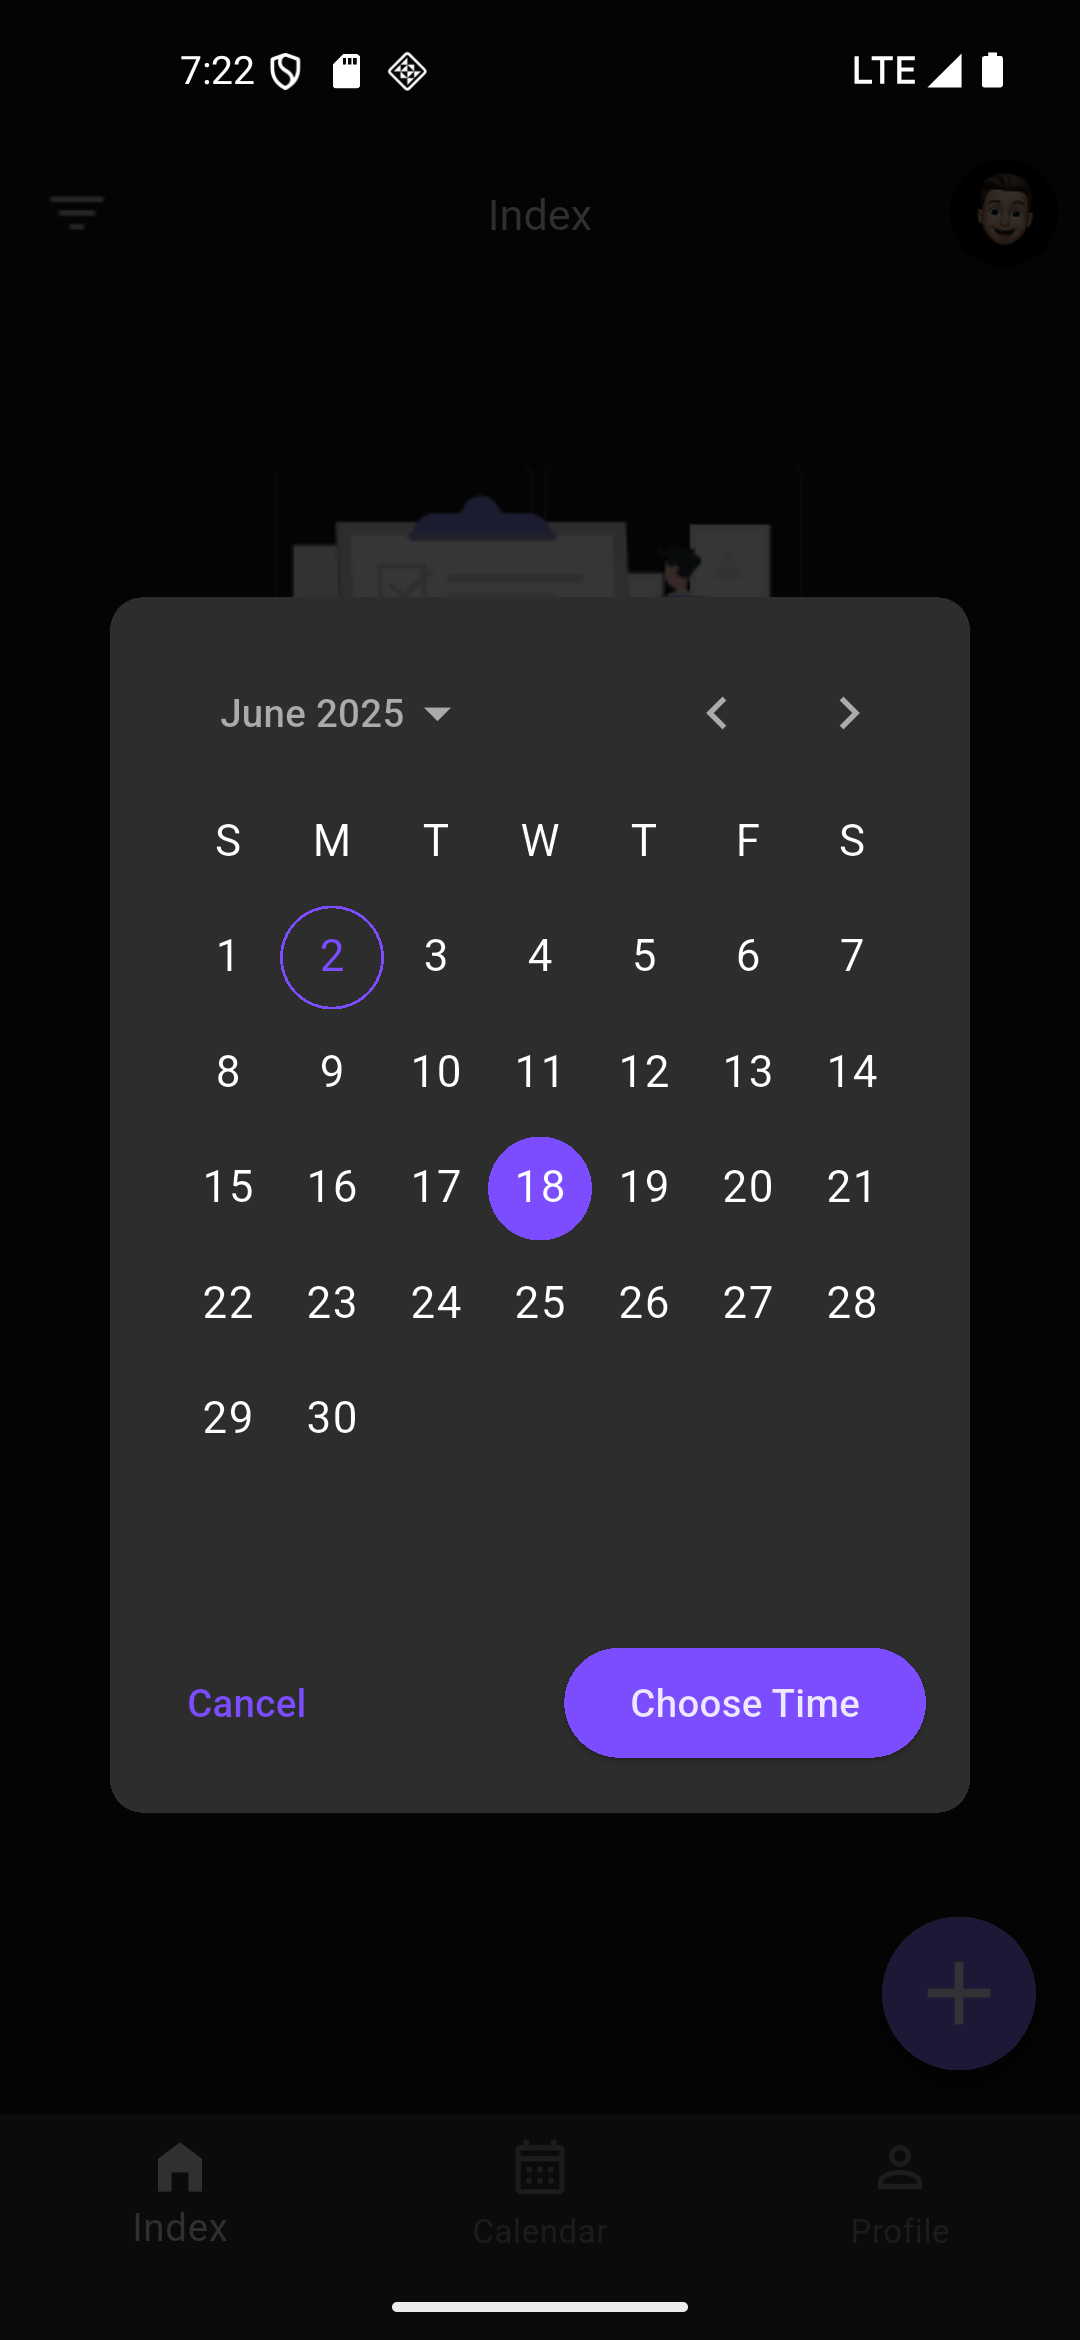 7:22 LTE
Index
June 2025
S M T W T F S
1 2 3 4 5 6 7
8 9 10 11 12 13 14
15 16 17 18 19 20 21
22 23 24 25 26 27 28
29 30
Cancel Choose Time
Index Calendar Profile